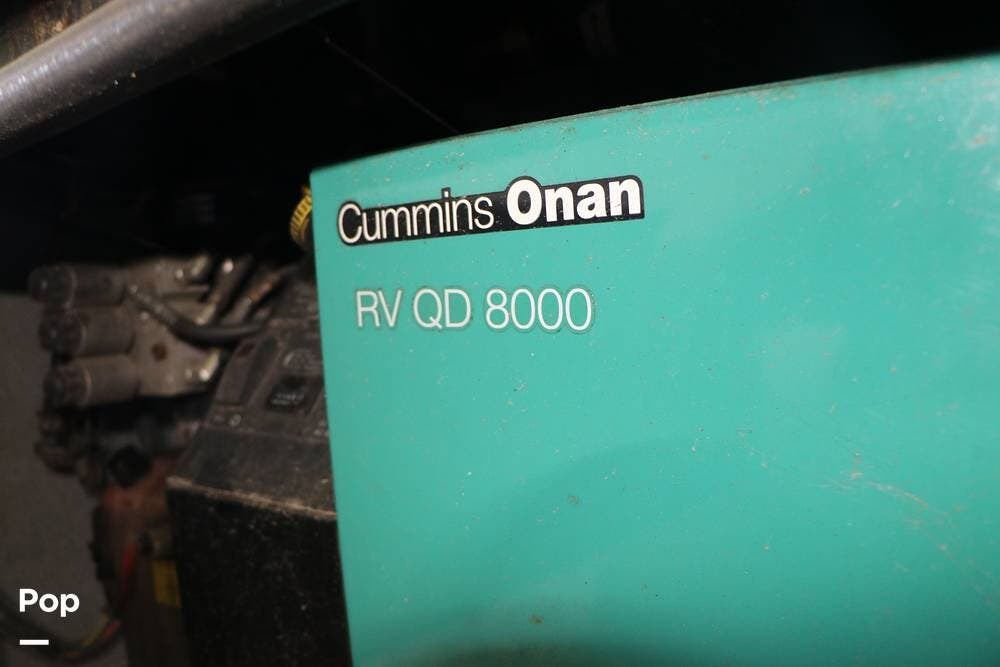 Cummins Onan
RV QD 8000
Pop